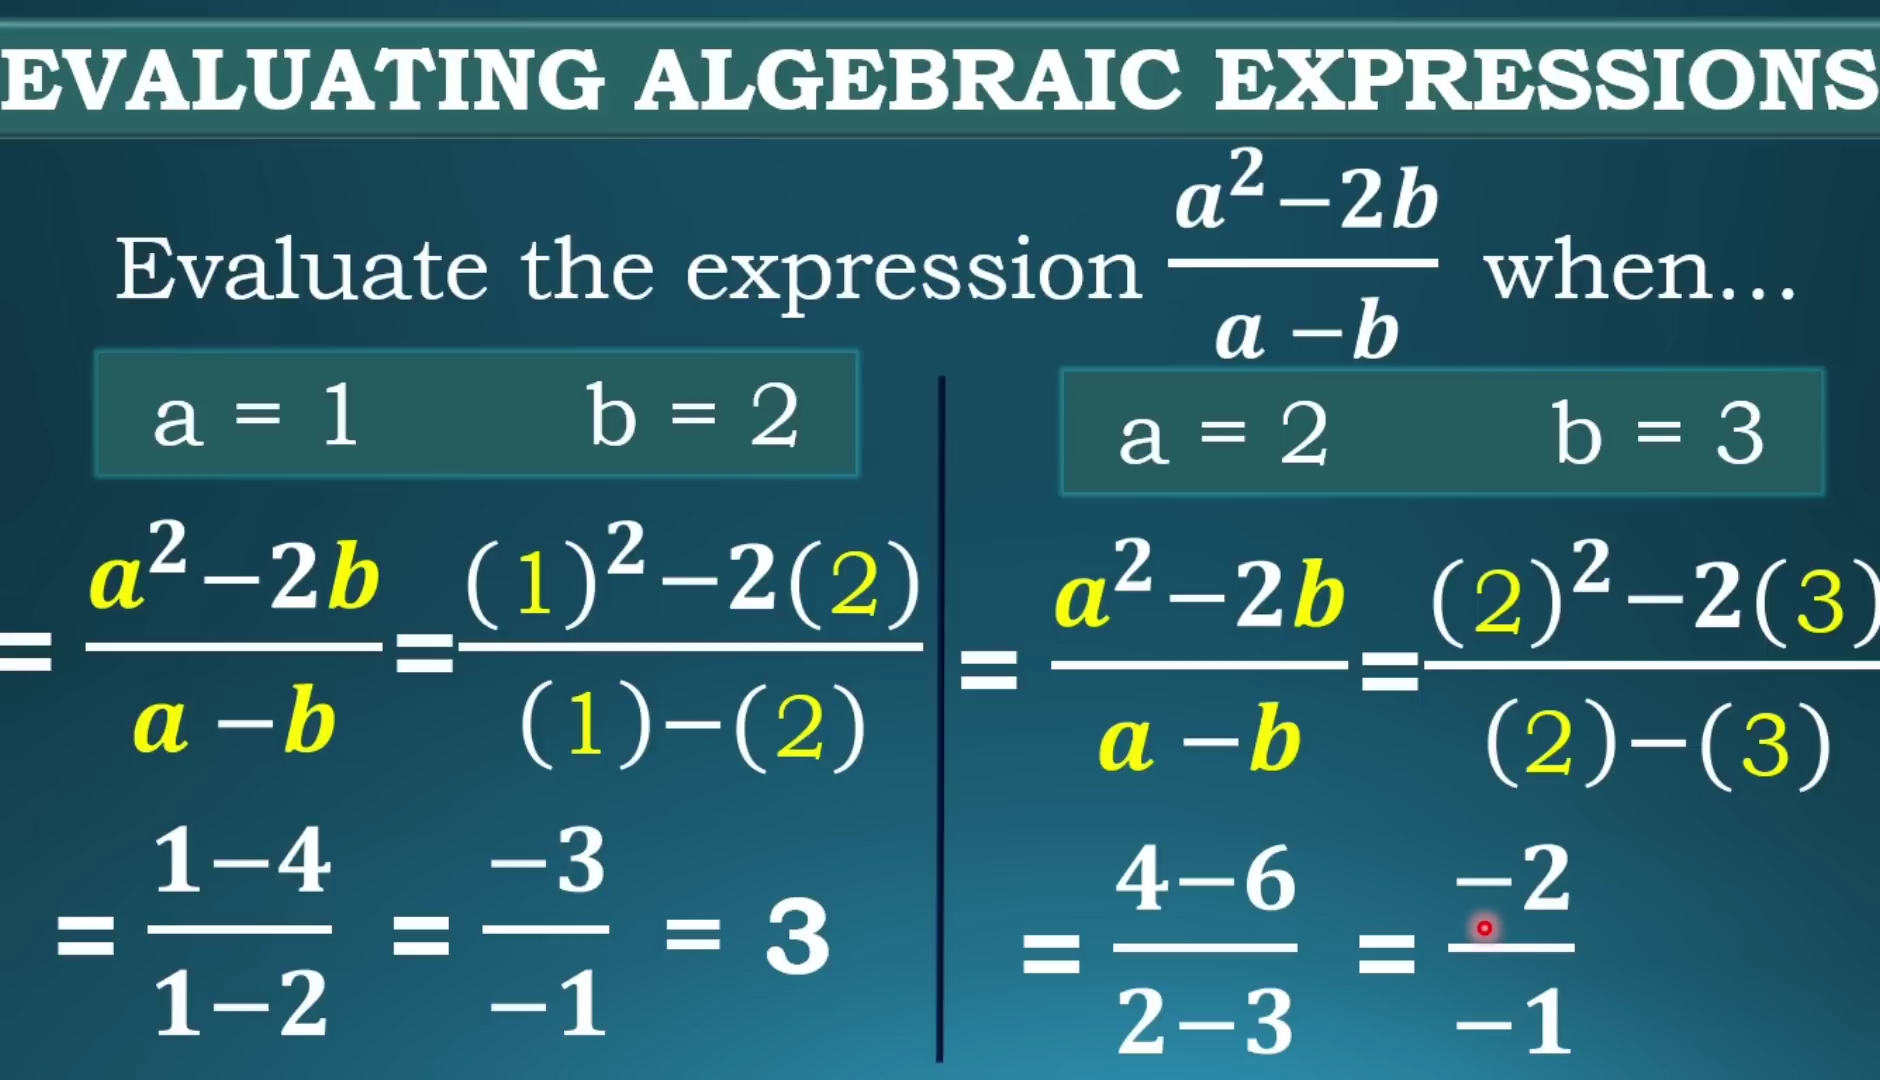 EVALUATING ALGEBRAIC EXPRESSIONS
Evaluate the expression (a² − 2b)/(a − b) when...
a = 1 b = 2
= (a² − 2b)/(a − b) = ((1)² − 2(2))/((1) − (2))
= (1 − 4)/(1 − 2) = (−3)/(−1) = 3
a = 2 b = 3
= (a² − 2b)/(a − b) = ((2)² − 2(3))/((2) − (3))
= (4 − 6)/(2 − 3) = (−2)/(−1)